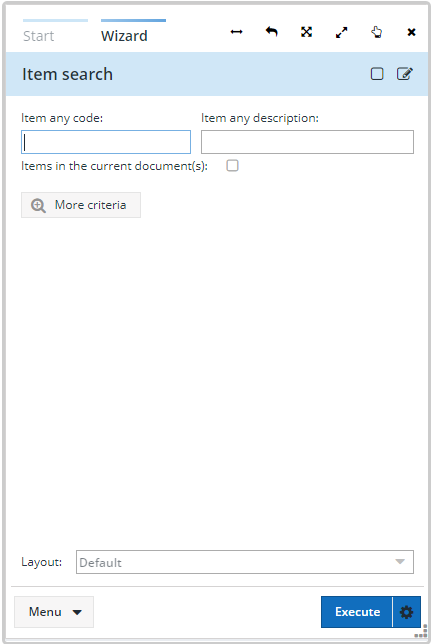 Start Wizard
Item search
Item any code: Item any description:
Items in the current document(s):
More criteria
Layout: Default
Menu Execute